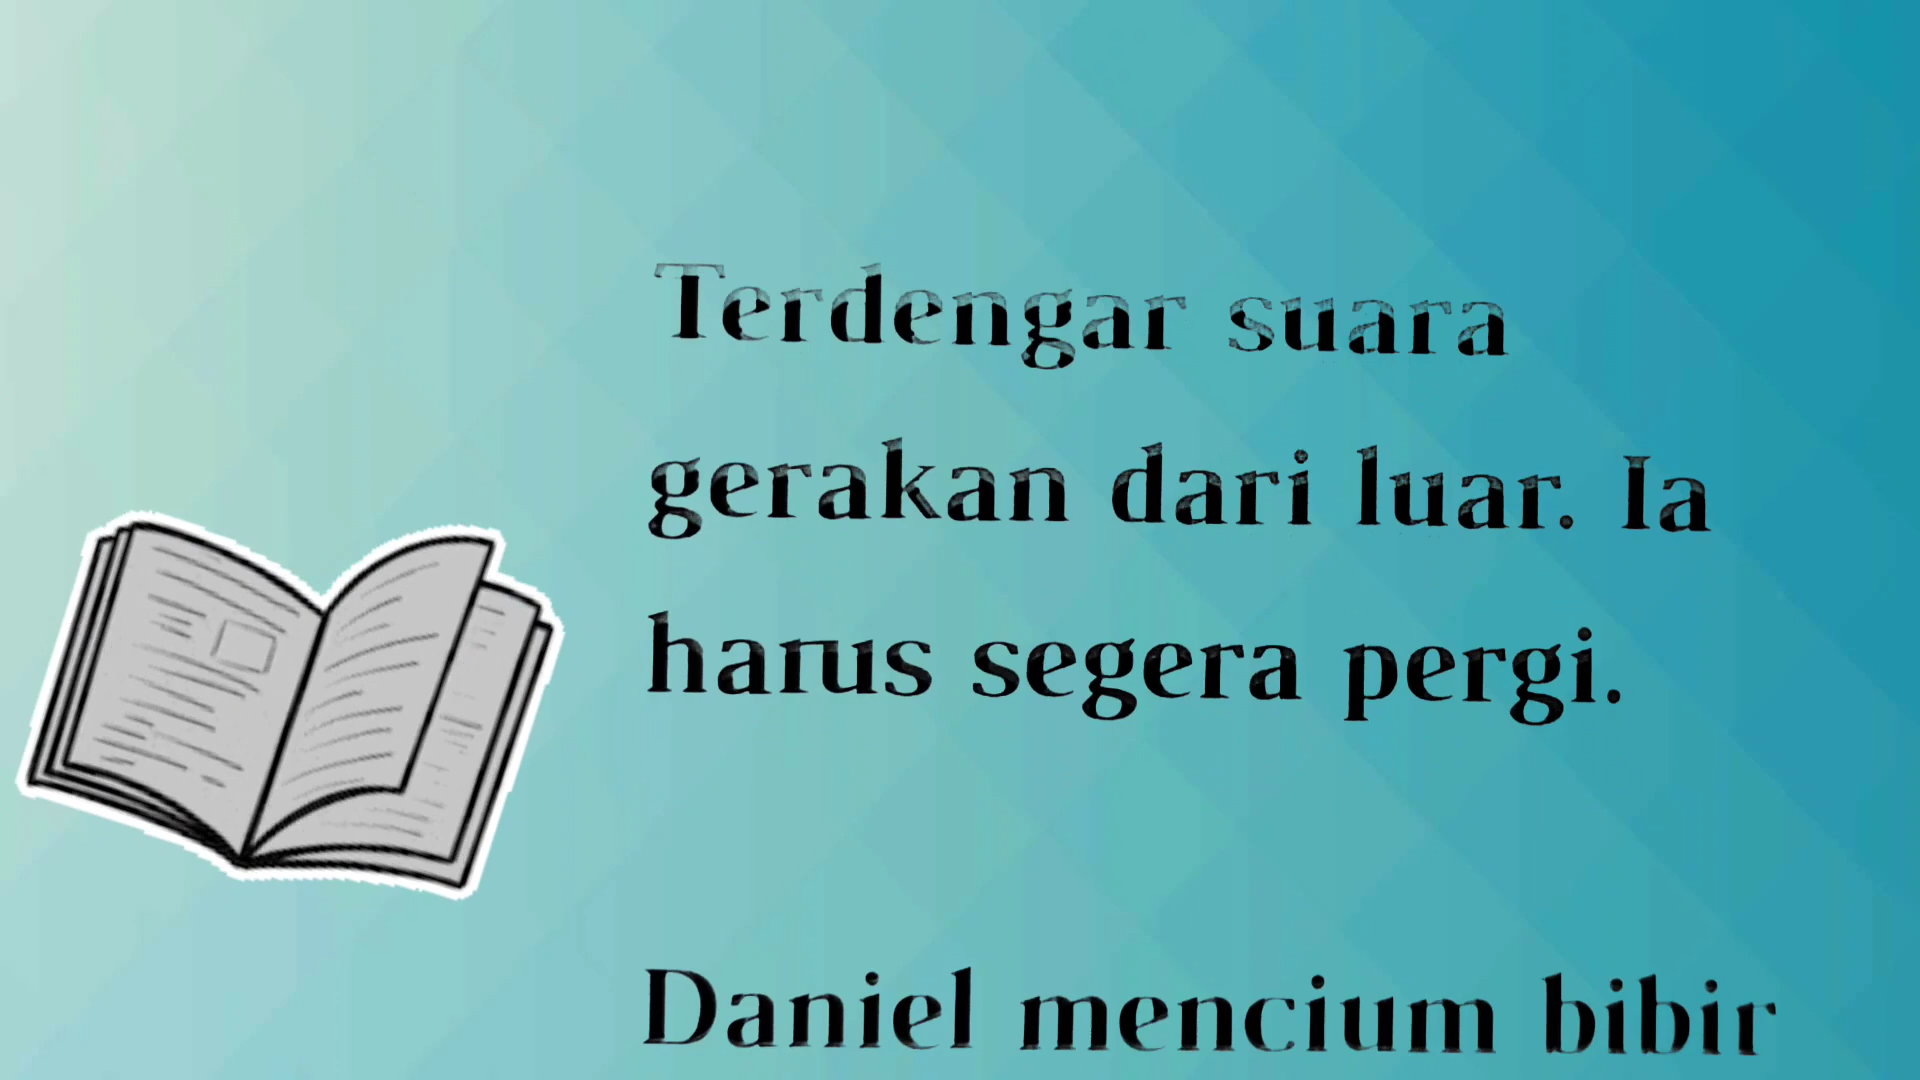 Terdengar suara
gerakan dari luar. Ia
harus segera pergi.
Daniel mencium bibir